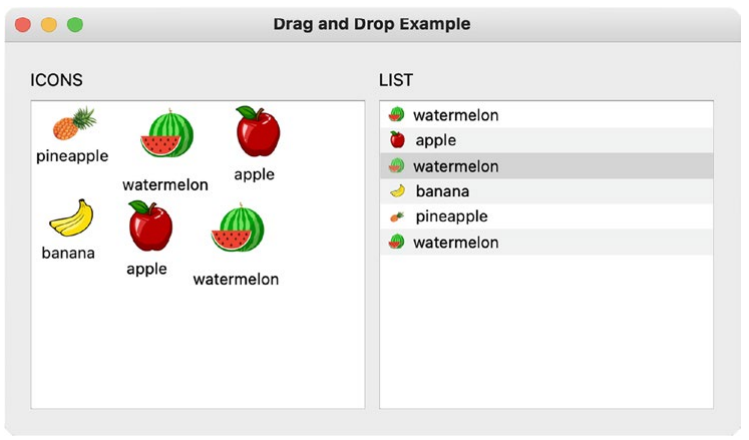 Drag and Drop Example
ICONS
pineapple
watermelon
apple
banana
apple
watermelon
LIST
watermelon
apple
watermelon
banana
pineapple
watermelon